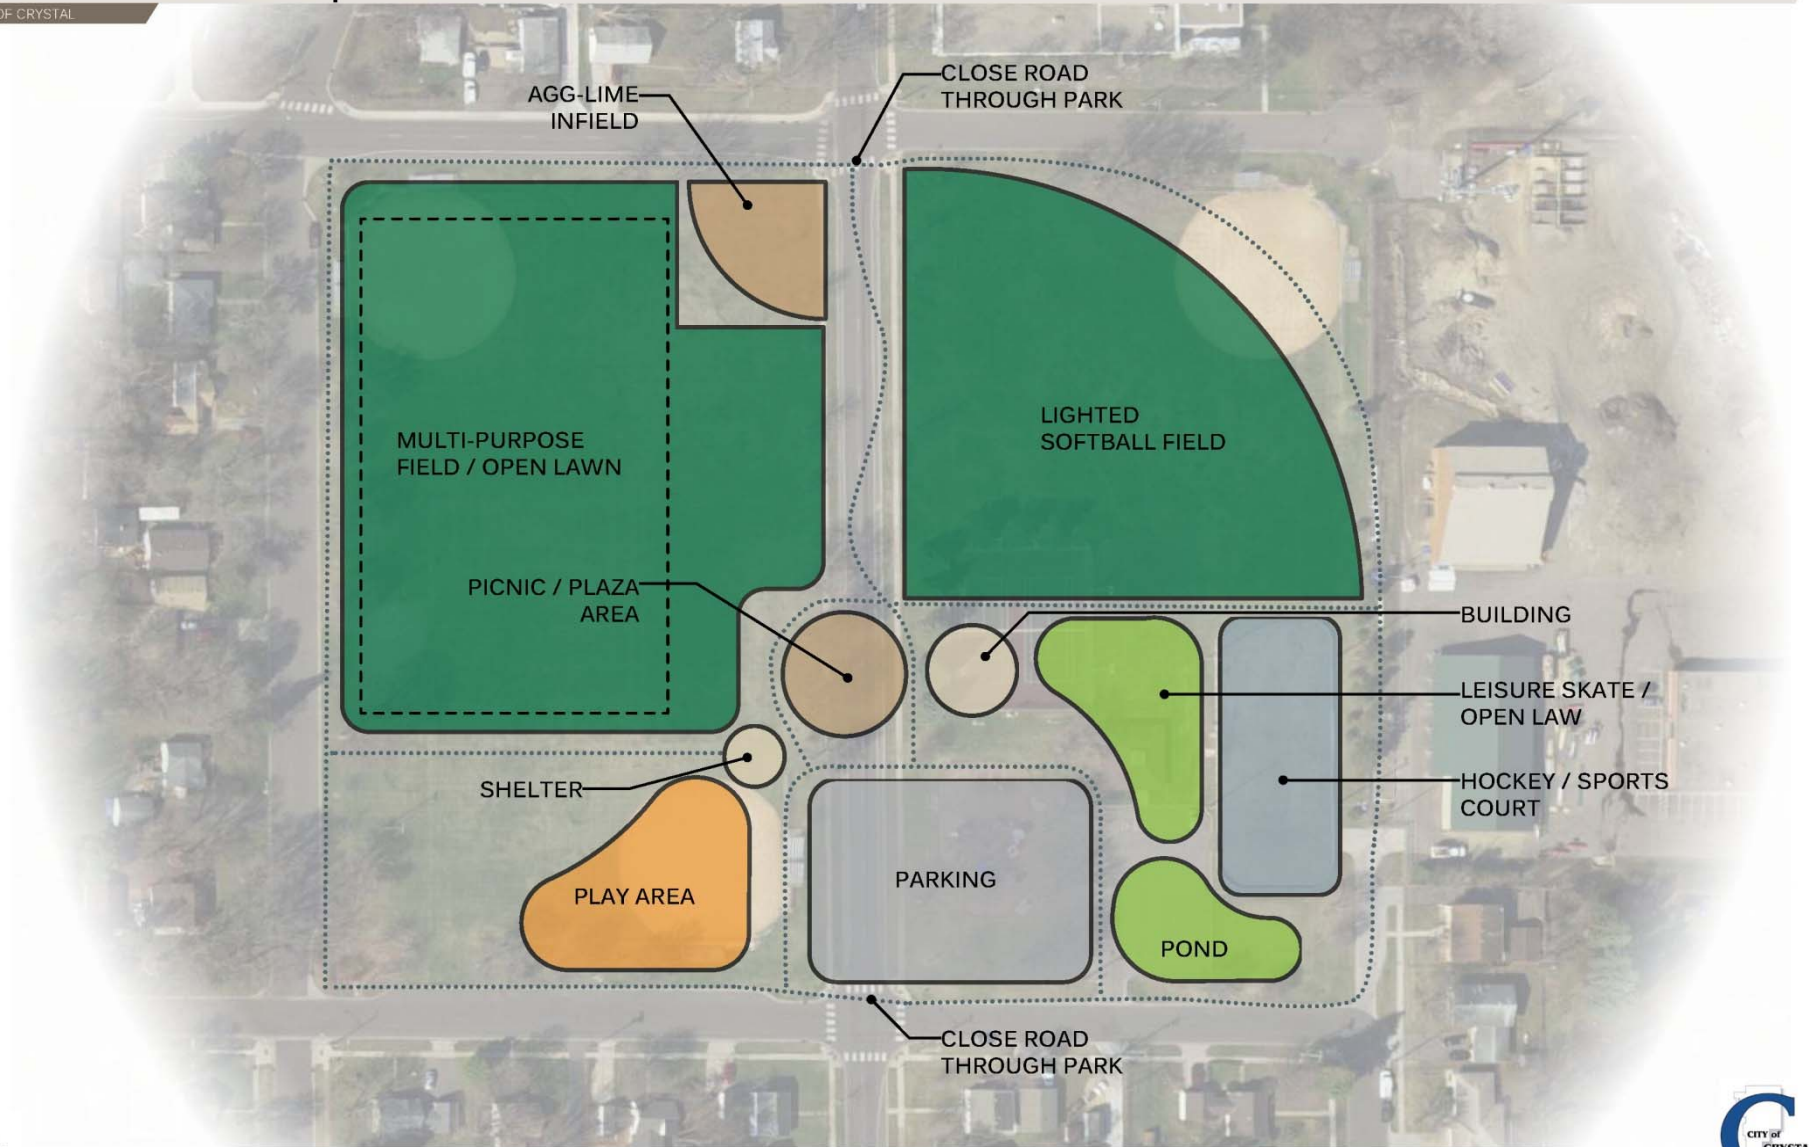 OF CRYSTAL
CLOSE ROAD
THROUGH PARK
AGG-LIME
INFIELD
LIGHTED
SOFTBALL FIELD
MULTI-PURPOSE
FIELD / OPEN LAWN
PICNIC / PLAZA
AREA
BUILDING
LEISURE SKATE /
OPEN LAW
HOCKEY / SPORTS
COURT
SHELTER
PLAY AREA
PARKING
POND
CLOSE ROAD
THROUGH PARK
CITY of